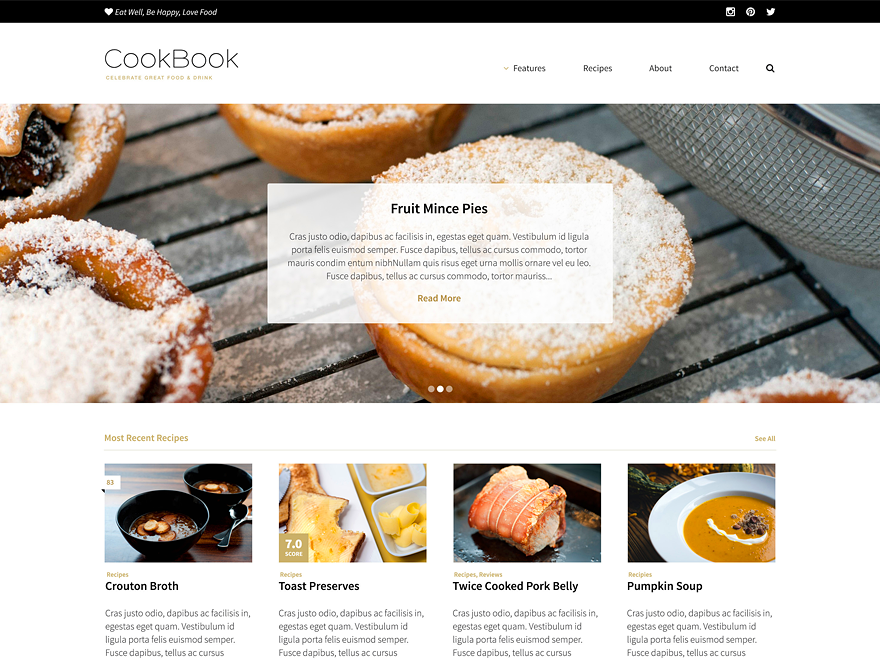 Eat Well, Be Happy, Love Food
CookBook
CELEBRATE GREAT FOOD & DRINK
Features Recipes About Contact
Fruit Mince Pies
Cras justo odio, dapibus ac facilisis in, egestas eget quam. Vestibulum id ligula
porta felis euismod semper. Fusce dapibus, tellus ac cursus commodo, tortor
mauris condim entum nibhNullam quis risus eget urna mollis ornare vel eu leo.
Fusce dapibus, tellus ac cursus commodo, tortor mauriss...
Read More
Most Recent Recipes See All
83
7.0
SCORE
Recipes
Crouton Broth
Cras justo odio, dapibus ac facilisis in,
egestas eget quam. Vestibulum id
ligula porta felis euismod semper.
Fusce dapibus, tellus ac cursus
Recipes
Toast Preserves
Cras justo odio, dapibus ac facilisis in,
egestas eget quam. Vestibulum id
ligula porta felis euismod semper.
Fusce dapibus, tellus ac cursus
Recipes, Reviews
Twice Cooked Pork Belly
Cras justo odio, dapibus ac facilisis in,
egestas eget quam. Vestibulum id
ligula porta felis euismod semper.
Fusce dapibus, tellus ac cursus
Recipies
Pumpkin Soup
Cras justo odio, dapibus ac facilisis in,
egestas eget quam. Vestibulum id
ligula porta felis euismod semper.
Fusce dapibus, tellus ac cursus